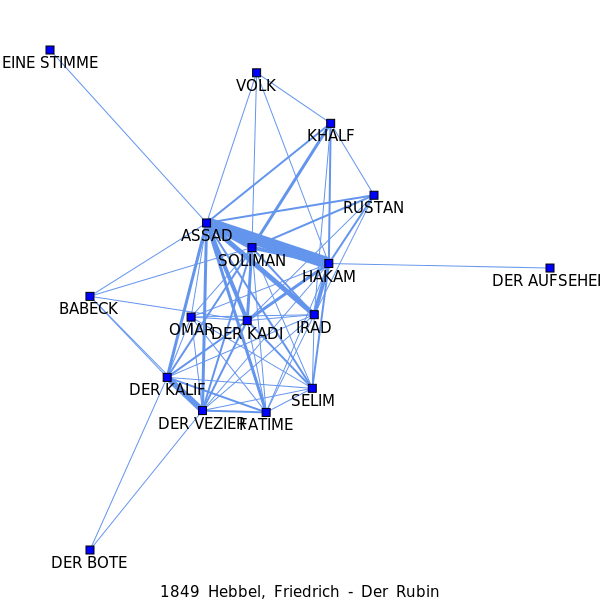 EINE STIMME
VOLK
KHALF
RUSTAN
ASSAD
SOLIMAN
HAKAM
DER AUFSEHER
BABECK
OMAR
DER KADI
IRAD
DER KALIF
SELIM
DER VEZIER
FATIME
DER BOTE
1849 Hebbel, Friedrich - Der Rubin